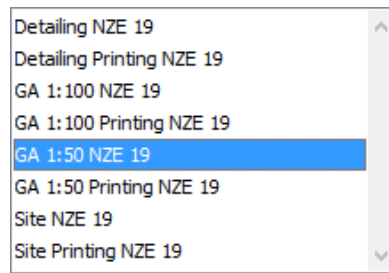 Detailing NZE 19
Detailing Printing NZE 19
GA 1:100 NZE 19
GA 1:100 Printing NZE 19
GA 1:50 NZE 19
GA 1:50 Printing NZE 19
Site NZE 19
Site Printing NZE 19